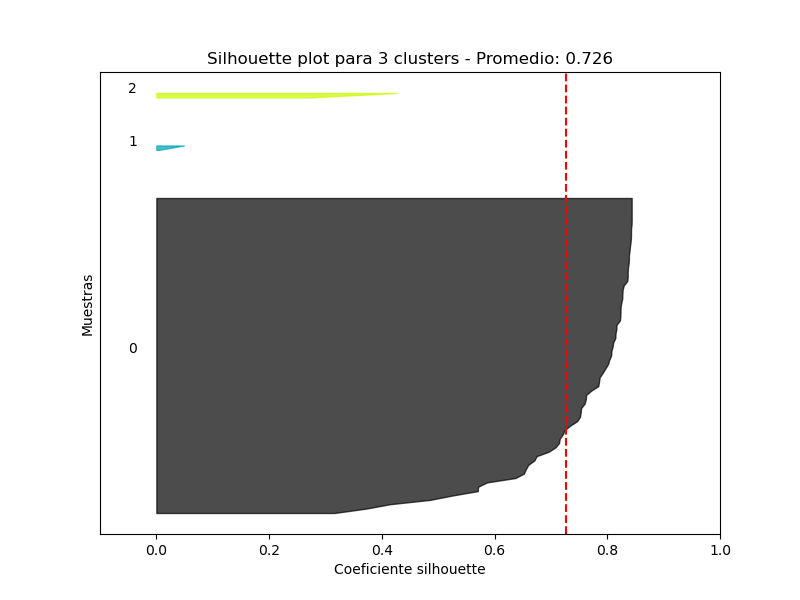 Silhouette plot para 3 clusters - Promedio: 0.726
2
1
0
Muestras
0.0 0.2 0.4 0.6 0.8 1.0
Coeficiente silhouette